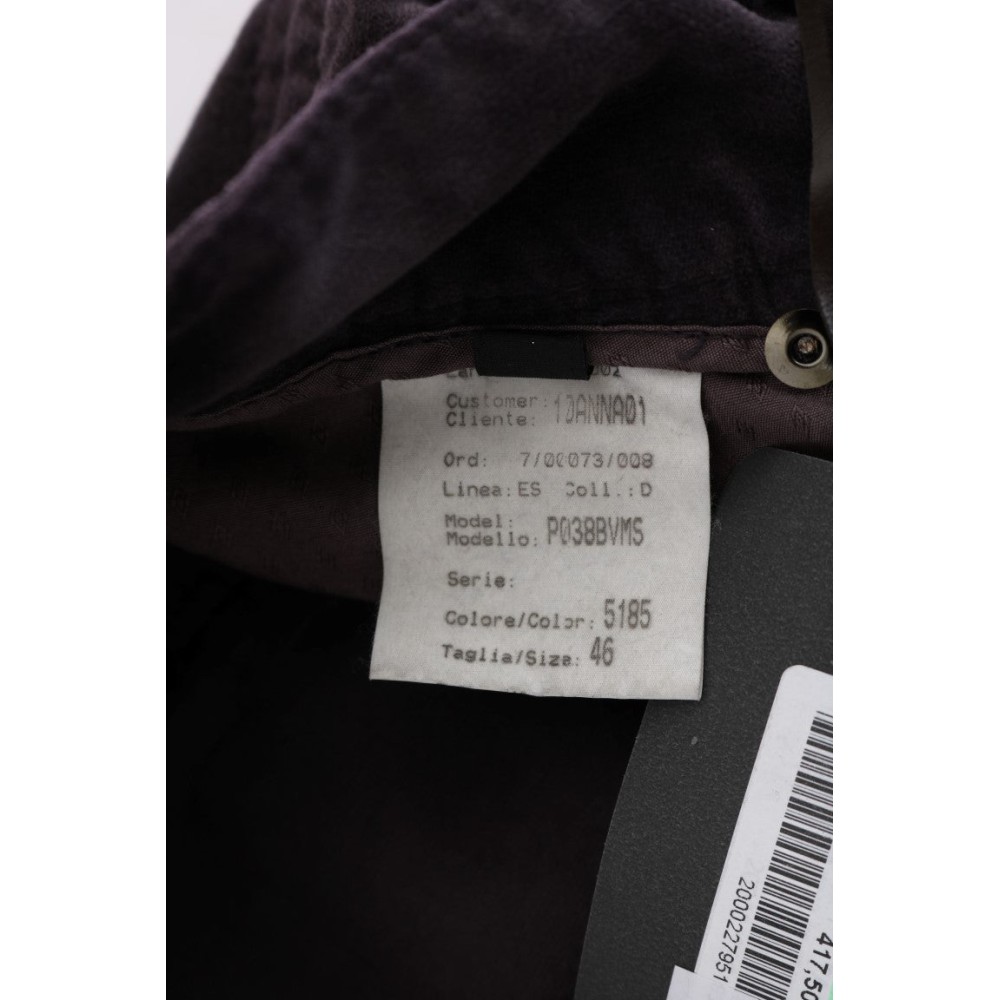 Customer: 10ANNA01
Cliente:
Ord: 7/00073/008
Linea:ES Coll.:D
Model:
Modello: P038BVMS
Serie:
Colore/Color: 5185
Taglia/Size: 46
2000227951
417,50